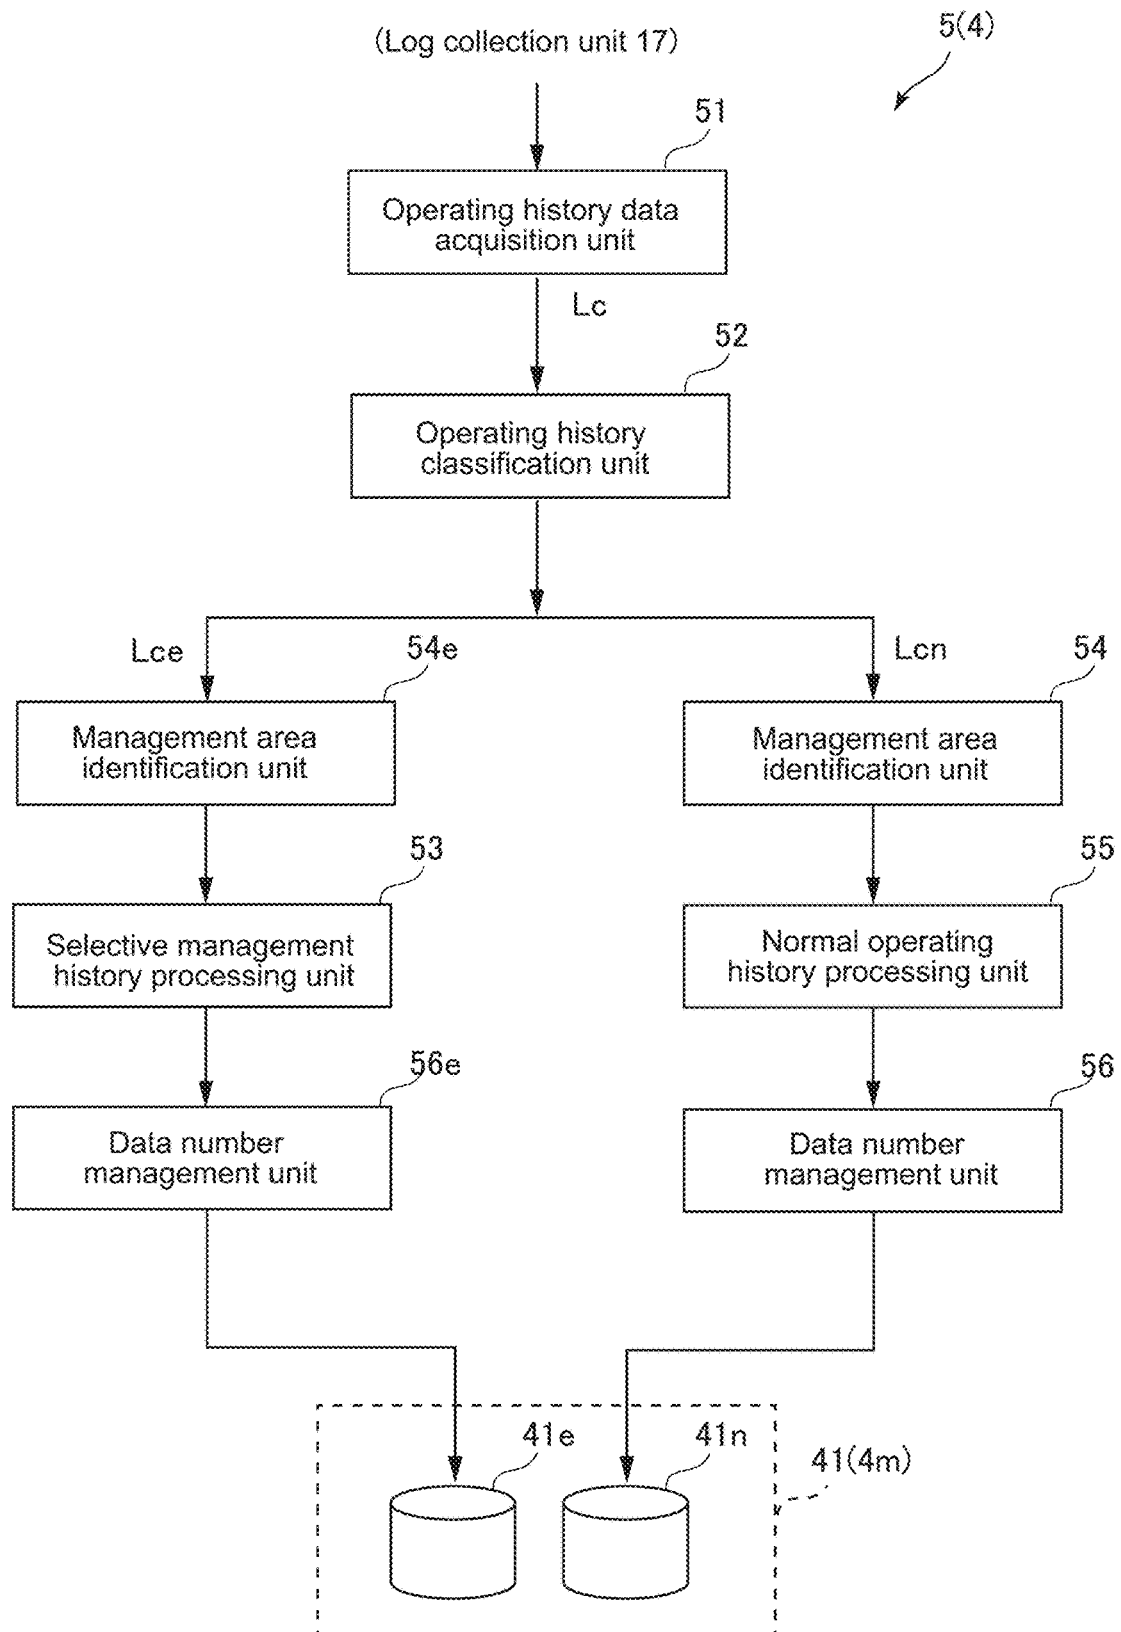 (Log collection unit 17)
5(4)
51
Operating history data
acquisition unit
Lc
52
Operating history
classification unit
Lce
54e
Lcn
54
Management area
identification unit
Management area
identification unit
53
55
Selective management
history processing unit
Normal operating
history processing unit
56e
56
Data number
management unit
Data number
management unit
41e
41n
41(4m)